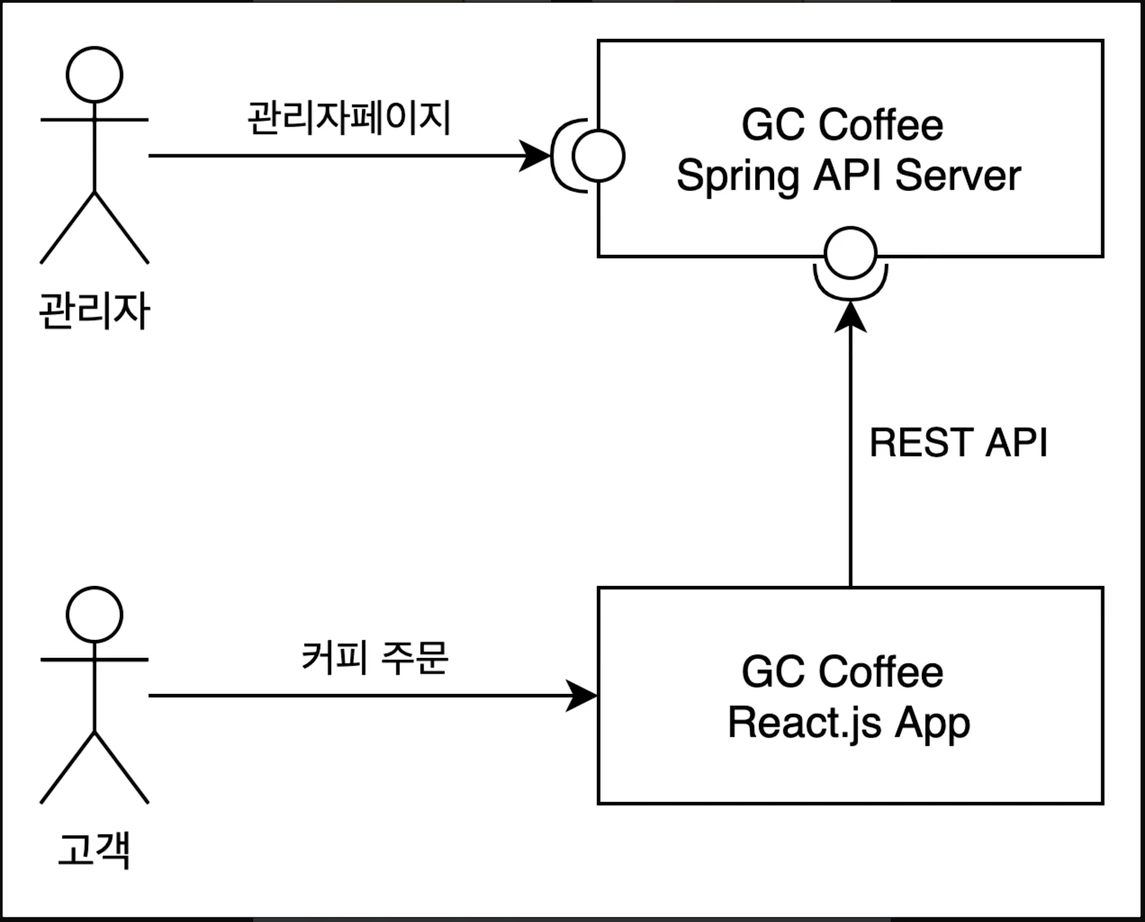 관리자페이지
GC Coffee
Spring API Server
관리자
REST API
커피 주문
GC Coffee
React.js App
고객